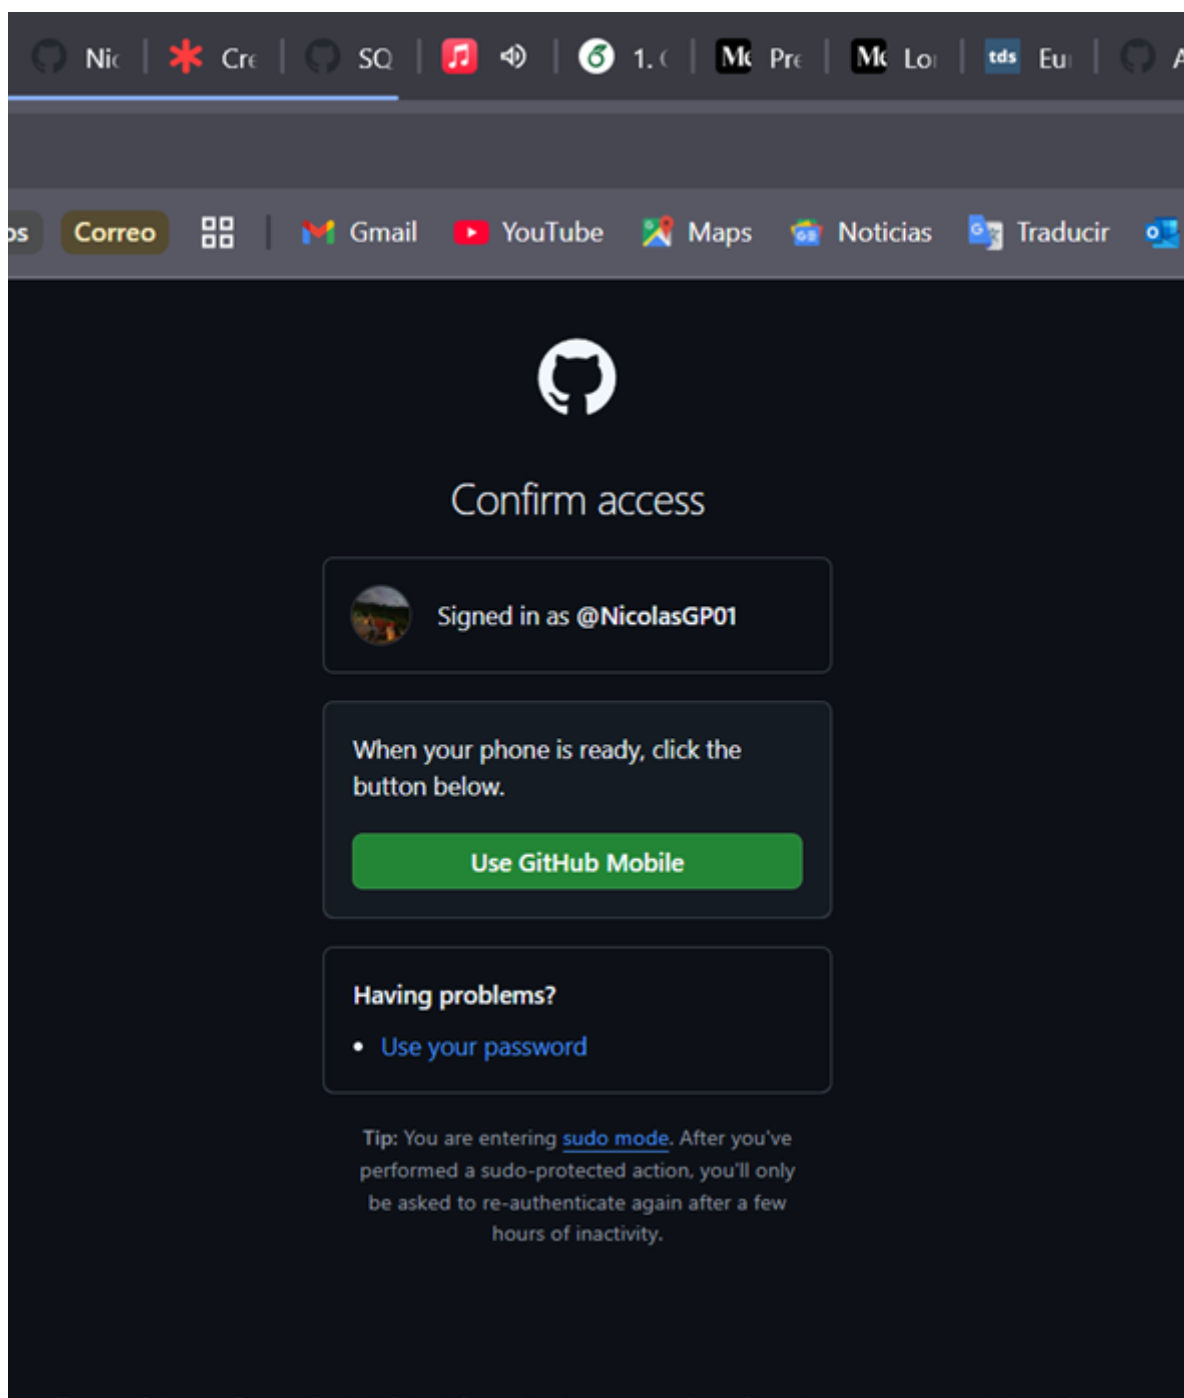 Nic Cre SQ 1. Pre Lo tds Eu A
os Correo Gmail YouTube Maps Noticias Traducir
Confirm access
Signed in as @NicolasGP01
When your phone is ready, click the
button below.
Use GitHub Mobile
Having problems?
• Use your password
Tip: You are entering sudo mode. After you've
performed a sudo-protected action, you'll only
be asked to re-authenticate again after a few
hours of inactivity.